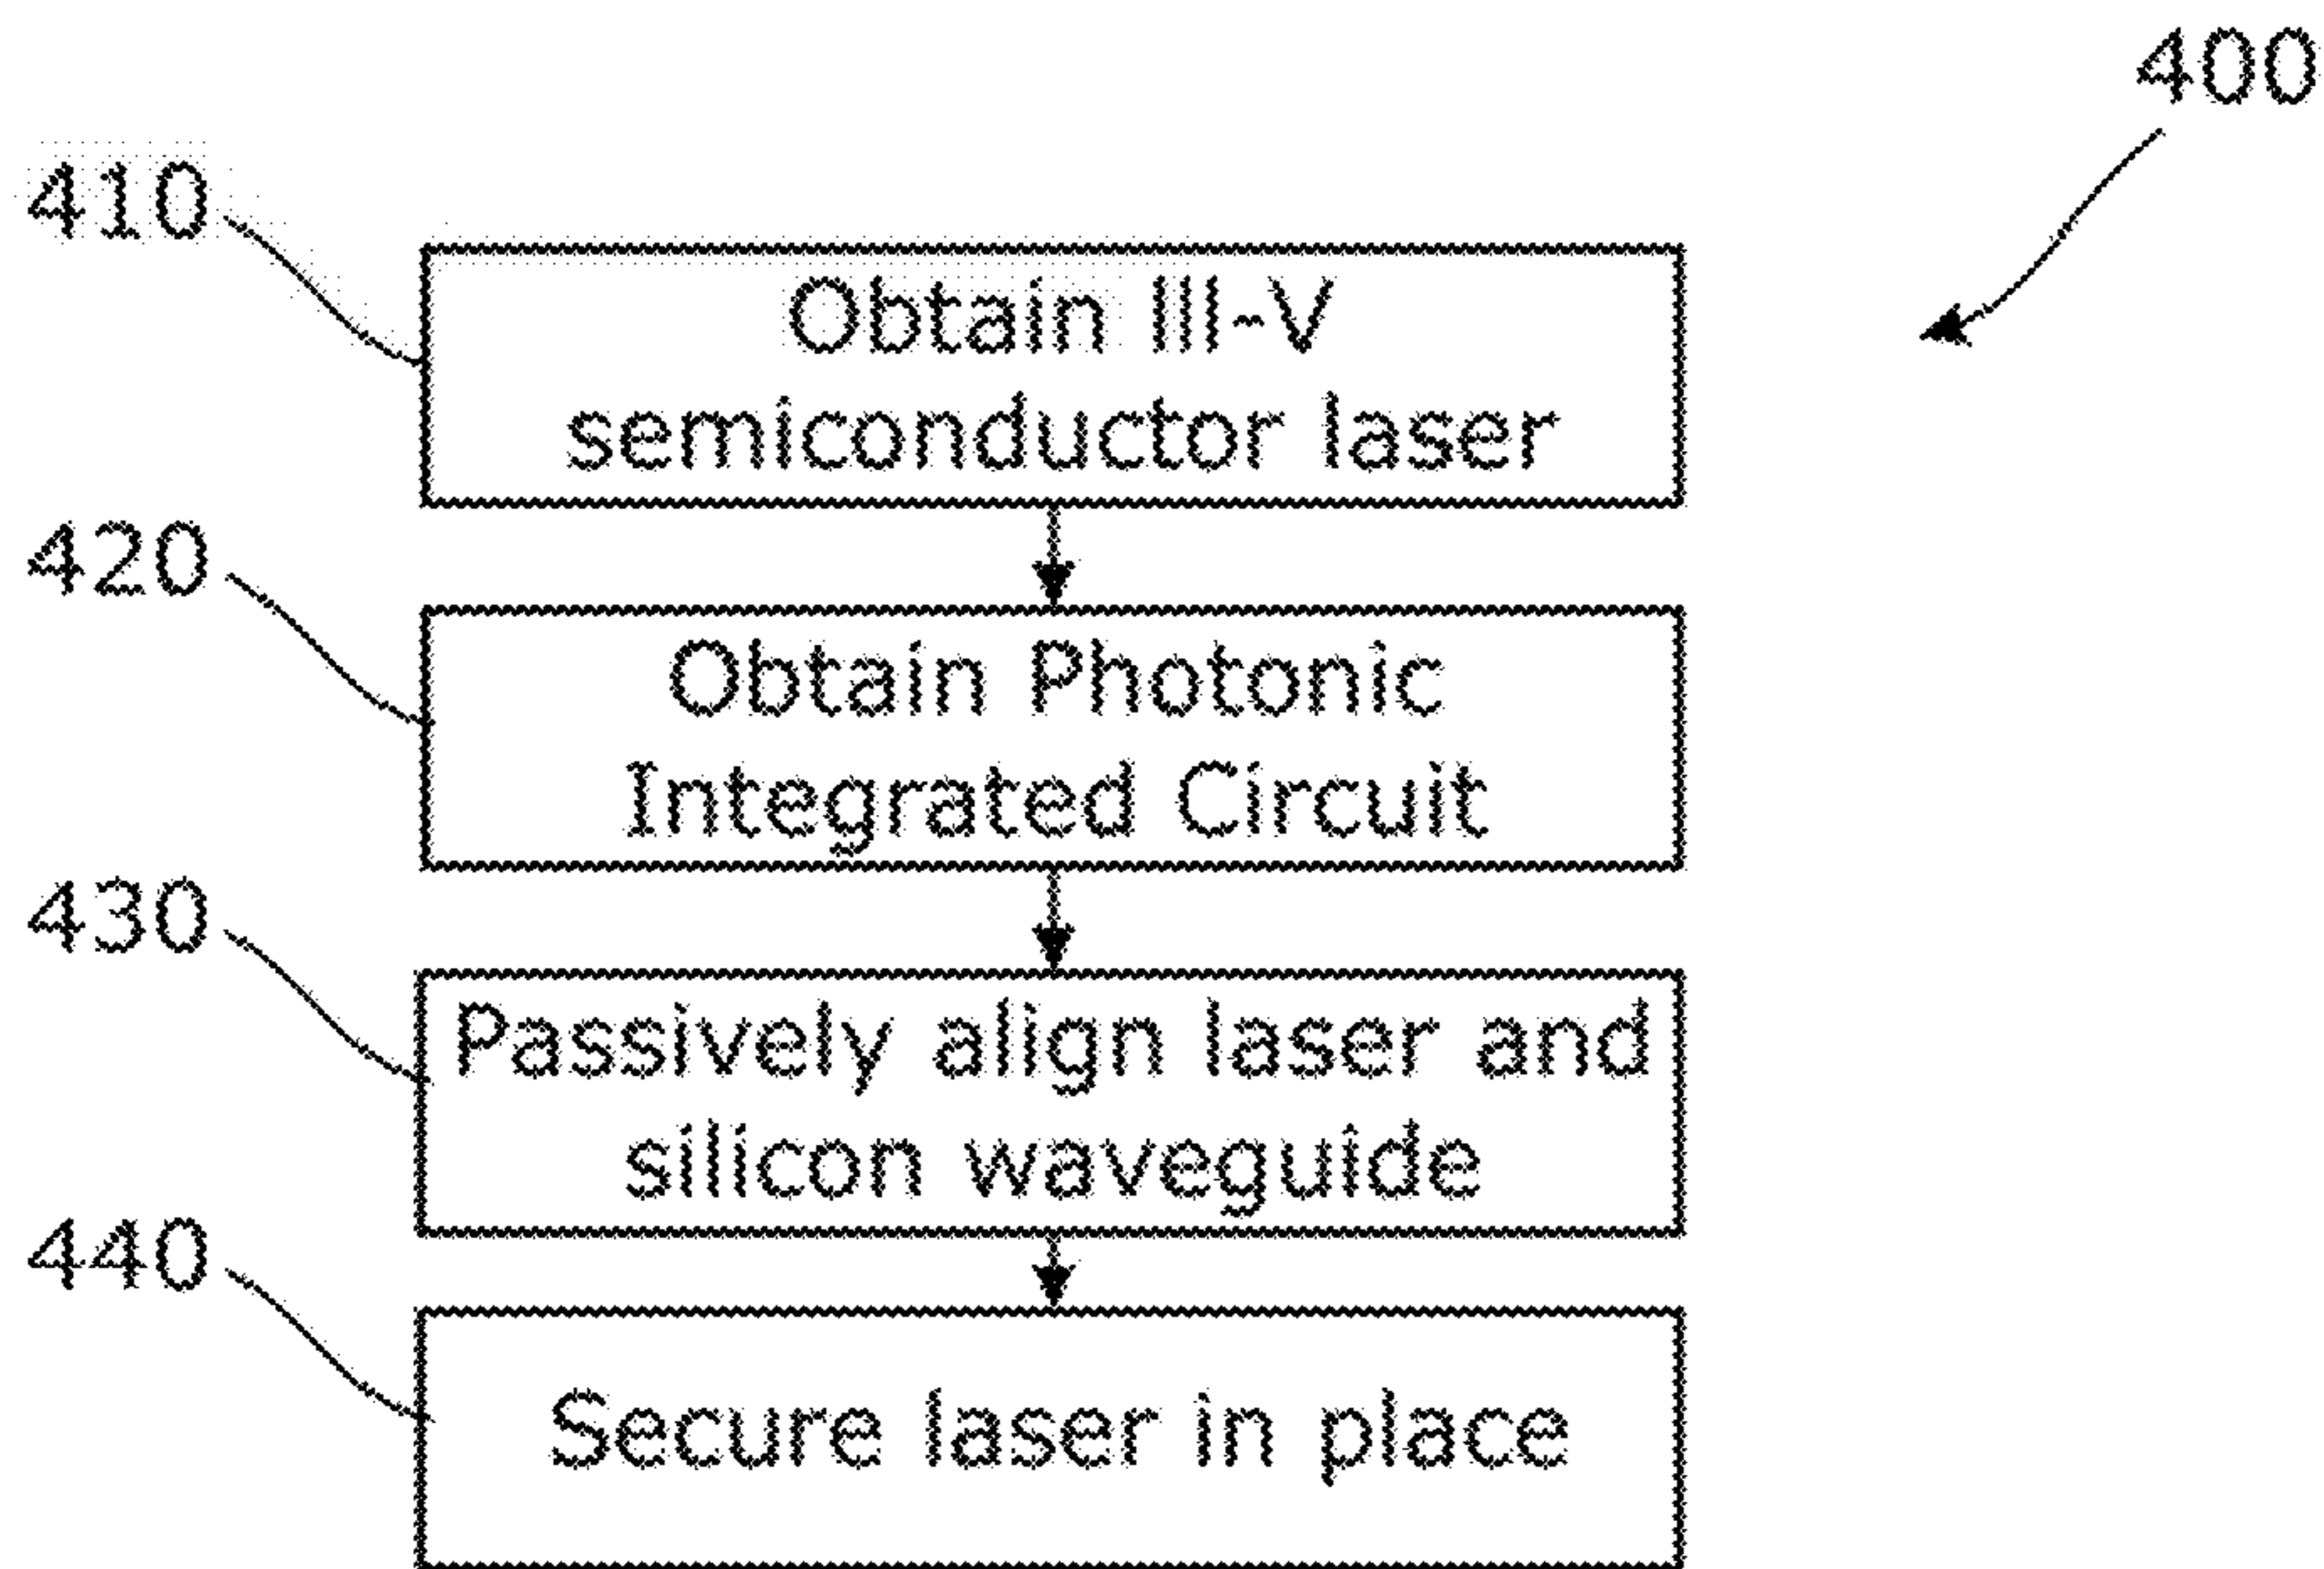 400
410
Obtain III-V
semiconductor laser
420
Obtain Photonic
Integrated Circuit
430
Passively align laser and
silicon waveguide
440
Secure laser in place